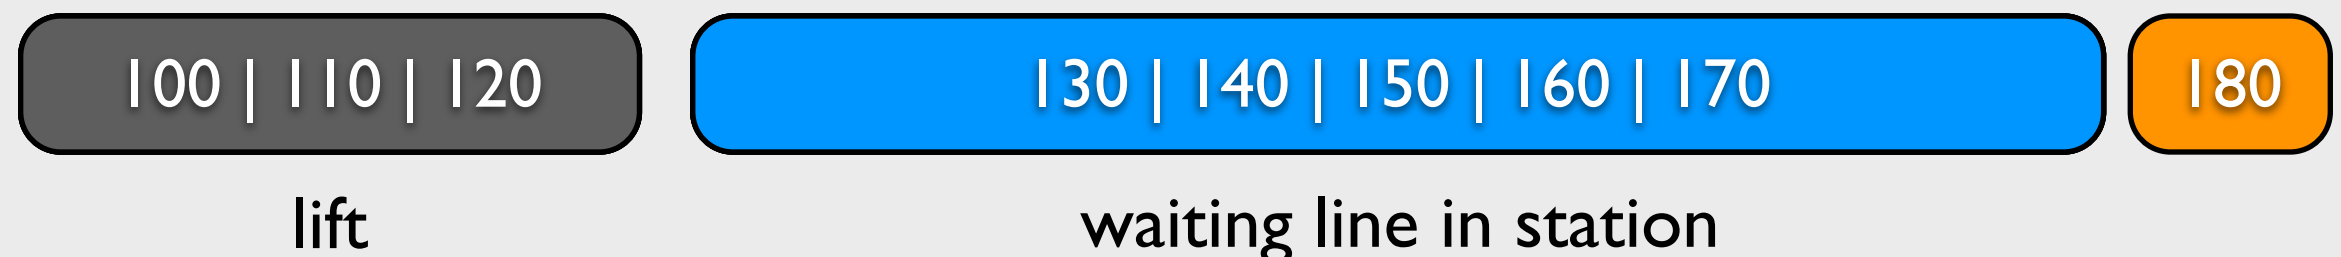 100 | 110 | 120 130 | 140 | 150 | 160 | 170 180
lift waiting line in station